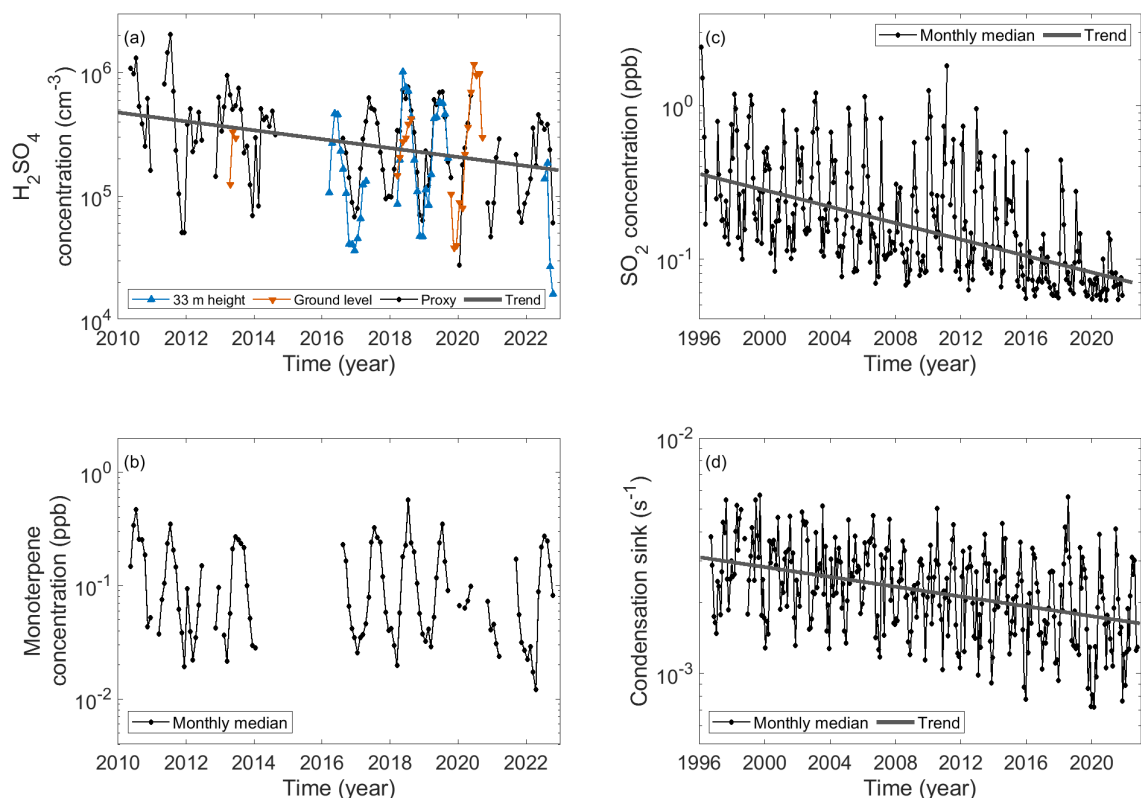 (a)
H2SO4
concentration (cm-3)
10^6
10^5
10^4
33 m height
Ground level
Proxy
Trend
2010 2012 2014 2016 2018 2020 2022
Time (year)
(c)
Monthly median
Trend
SO2 concentration (ppb)
10^0
10^-1
1996 2000 2004 2008 2012 2016 2020
Time (year)
(b)
Monoterpene
concentration (ppb)
10^0
10^-1
10^-2
Monthly median
2010 2012 2014 2016 2018 2020 2022
Time (year)
(d)
Condensation sink (s-1)
10^-2
10^-3
Monthly median
Trend
1996 2000 2004 2008 2012 2016 2020
Time (year)